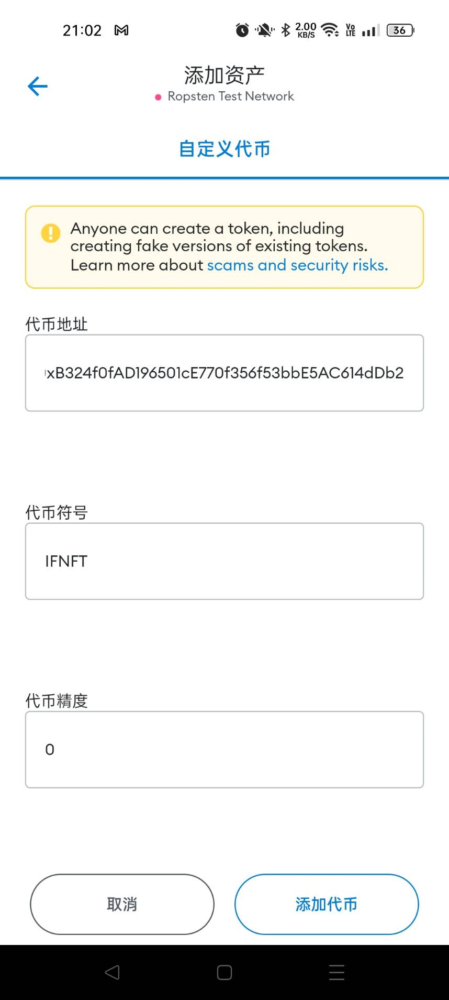 21:02
2.00
KB/S
Vo
LTE
36
添加资产
Ropsten Test Network
自定义代币
Anyone can create a token, including
creating fake versions of existing tokens.
Learn more about scams and security risks.
代币地址
xB324f0fAD196501cE770f356f53bbE5AC614dDb2
代币符号
IFNFT
代币精度
0
取消
添加代币